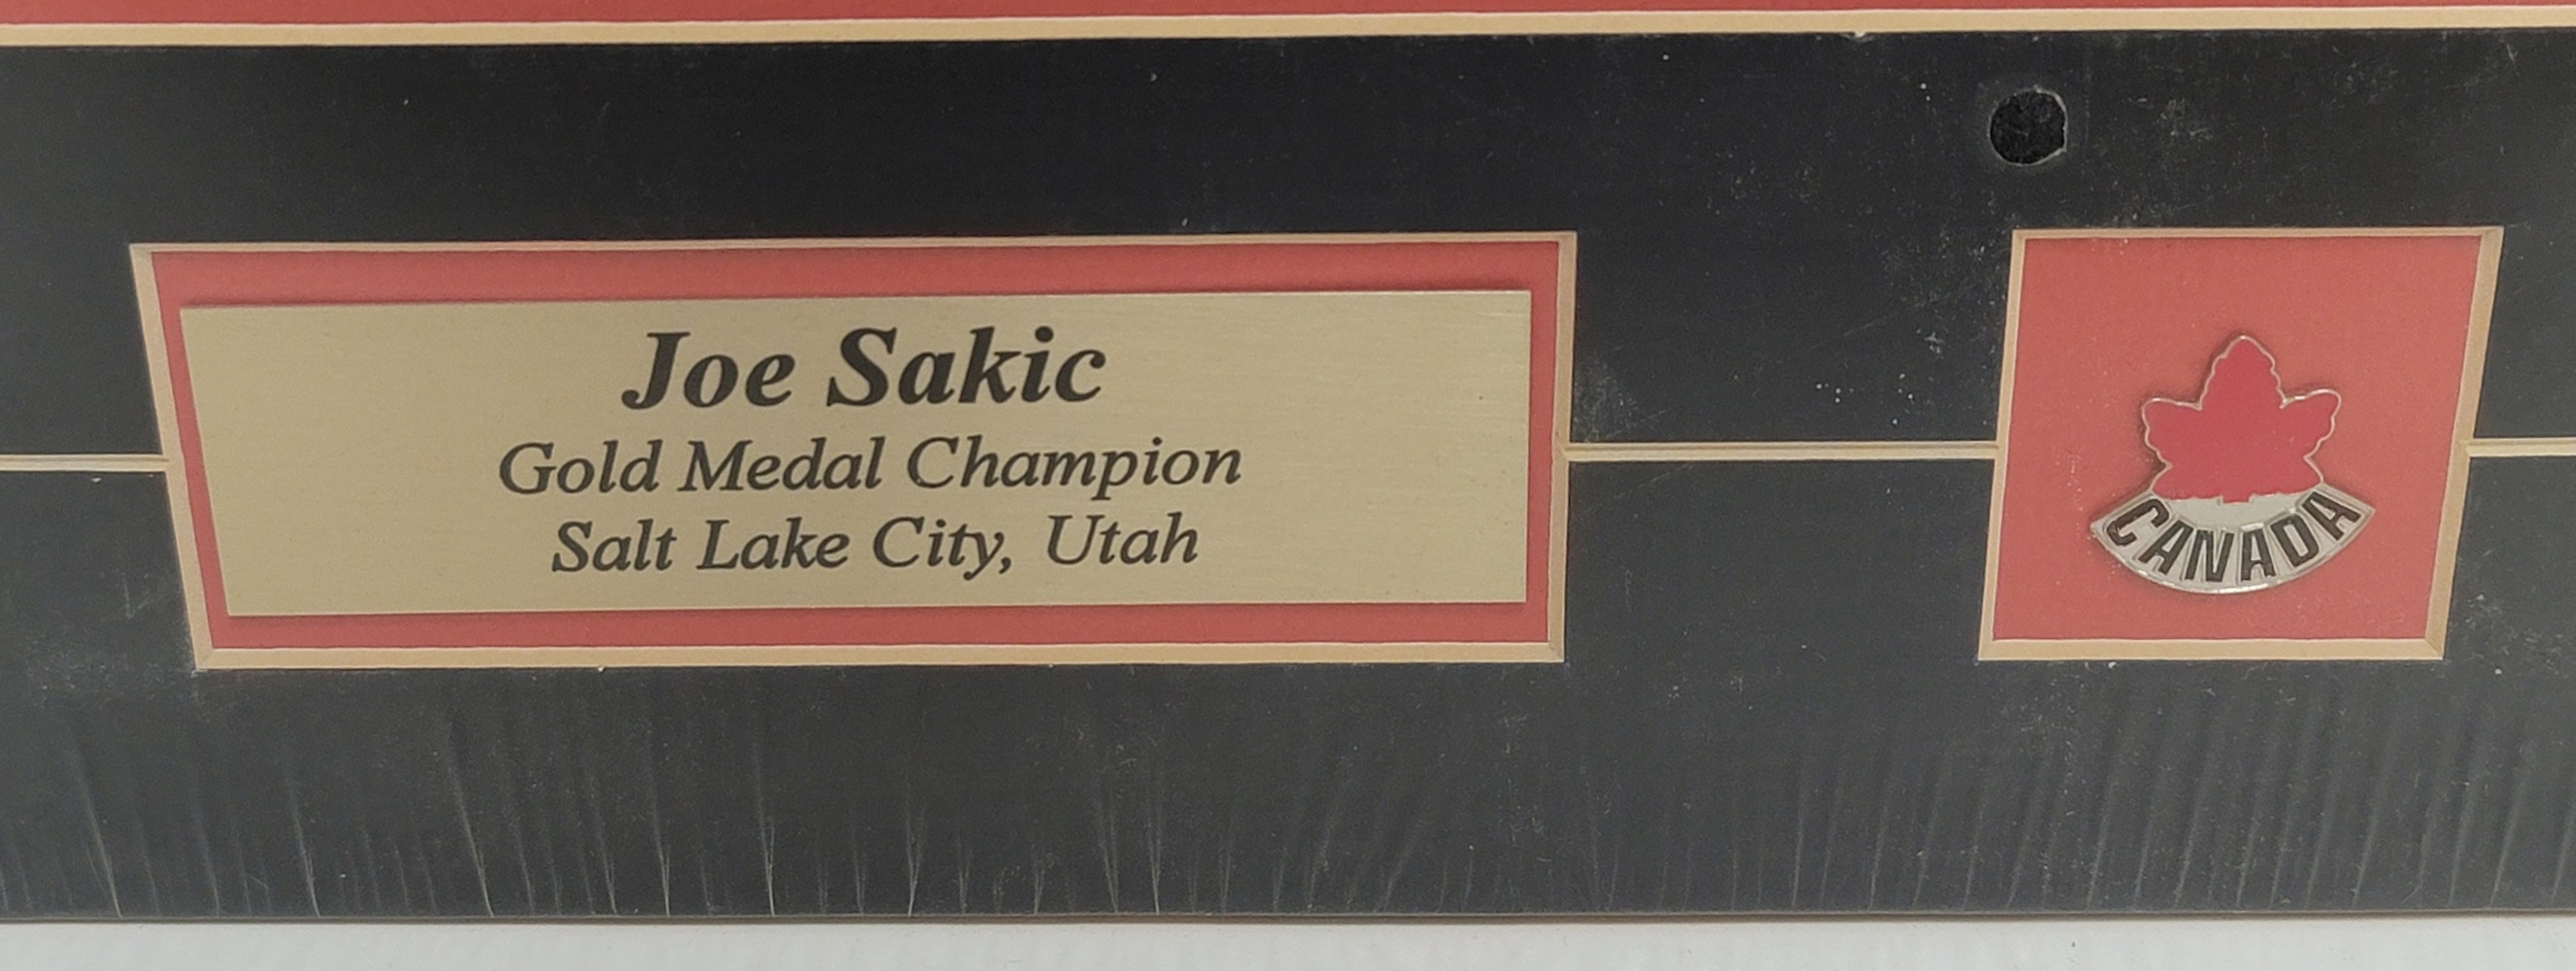 Joe Sakic
Gold Medal Champion
Salt Lake City, Utah
CANADA